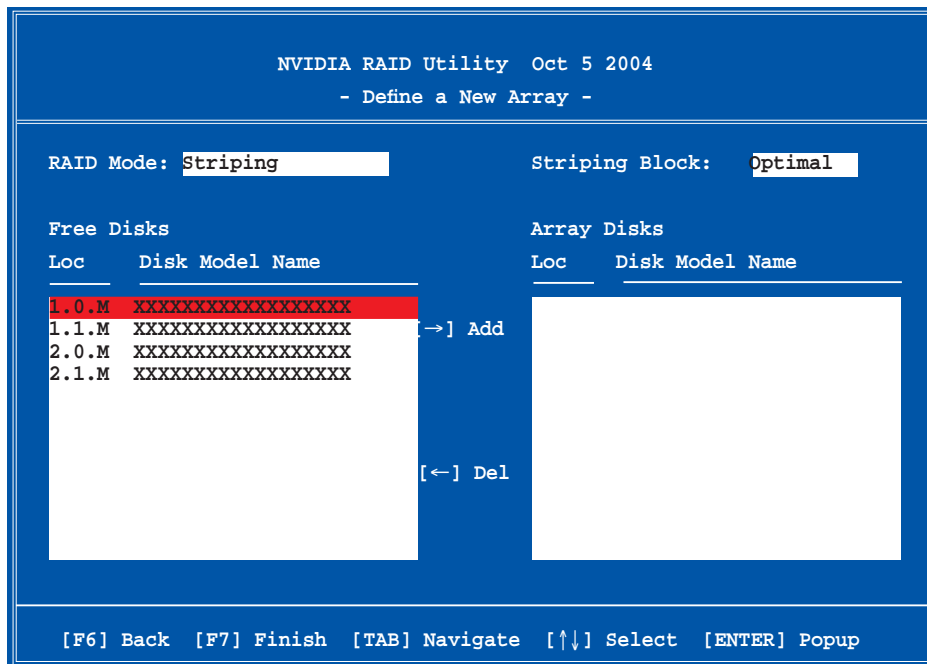 NVIDIA RAID Utility  Oct 5 2004
- Define a New Array -
RAID Mode: Striping    Striping Block: Optimal
Free Disks    Array Disks
Loc    Disk Model Name    Loc    Disk Model Name
1.0.M  XXXXXXXXXXXXXXXXXX
1.1.M  XXXXXXXXXXXXXXXXXX    [→] Add
2.0.M  XXXXXXXXXXXXXXXXXX
2.1.M  XXXXXXXXXXXXXXXXXX
[←] Del
[F6] Back  [F7] Finish  [TAB] Navigate  [↑↓] Select  [ENTER] Popup